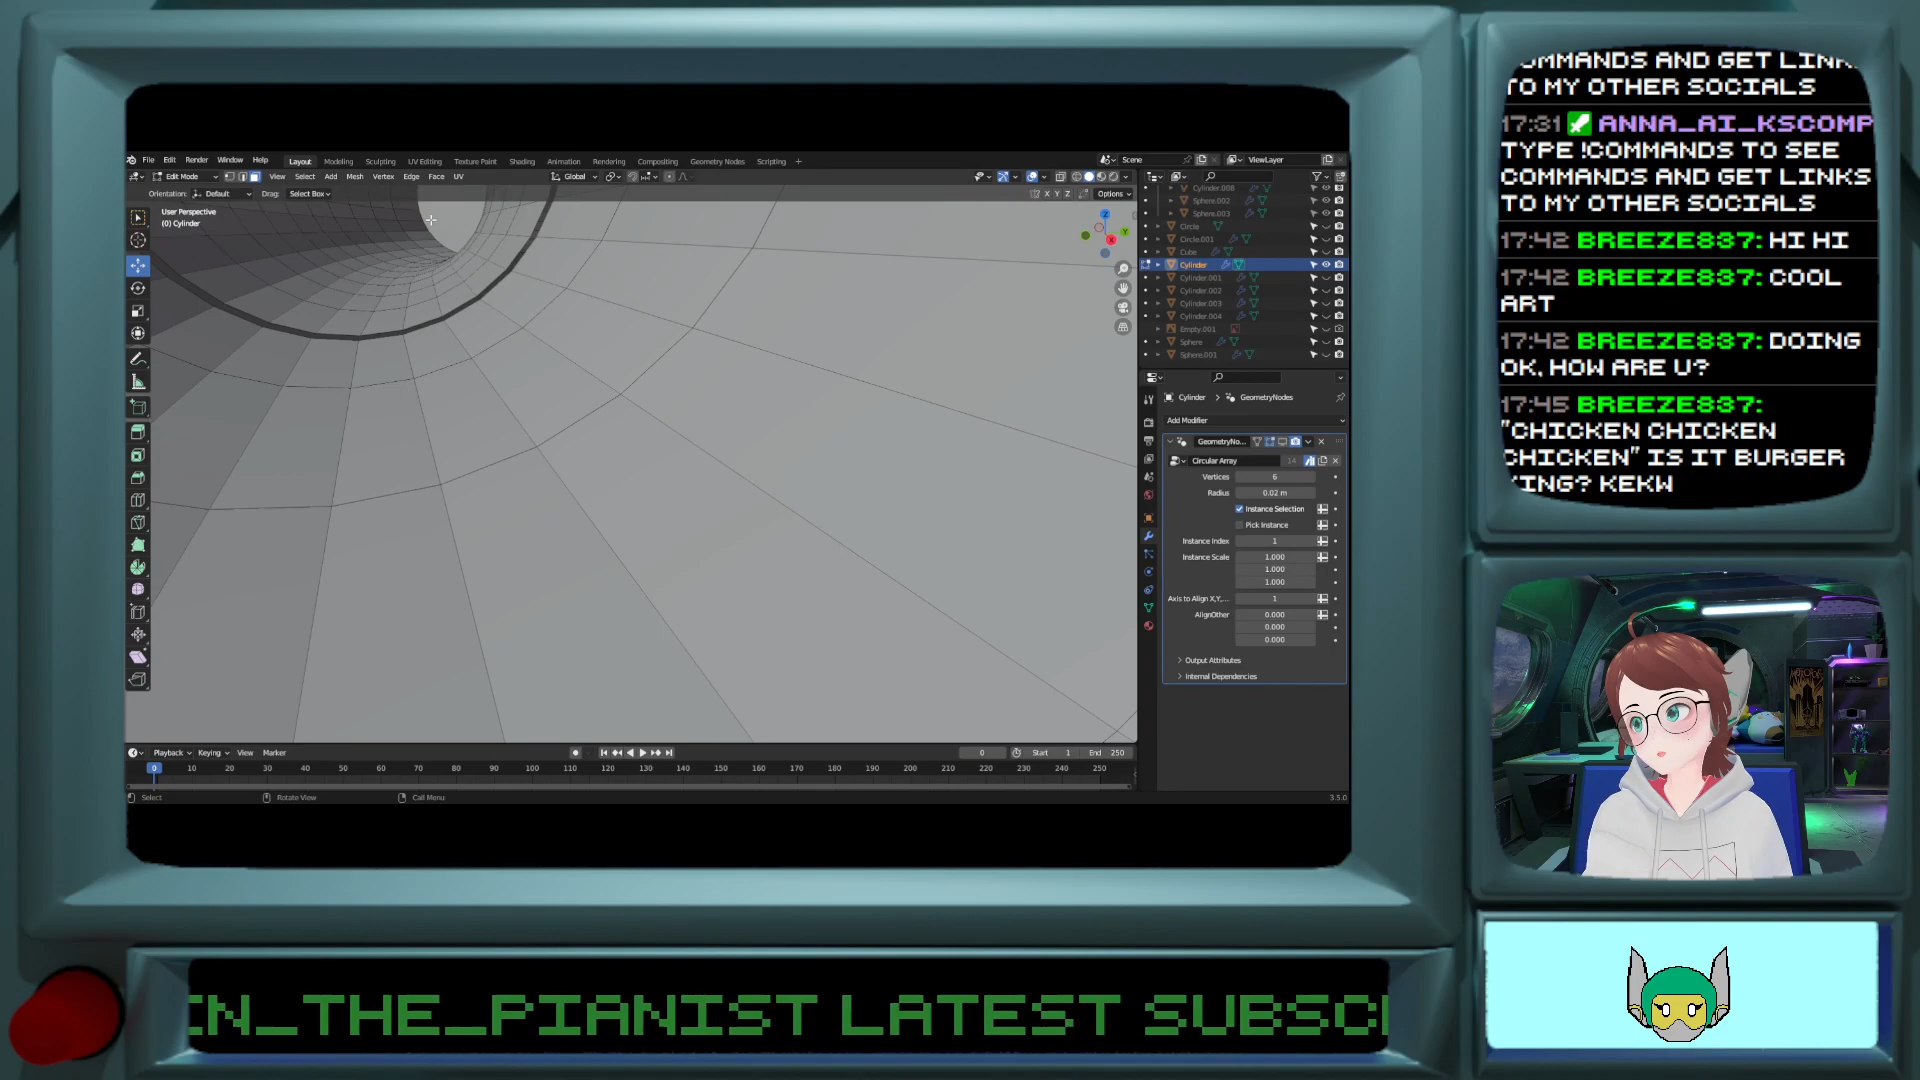 File Edit Render Window Help Layout Modeling Sculpting UV Editing Texture Paint Shading Animation Rendering Compositing Geometry Nodes Scripting + Scene ViewLayer
Edit Mode View Select Add Mesh Vertex Edge Face UV Global
Orientation: Default Drag: Select Box X Y Z Options
User Perspective
(0) Cylinder
Z
Y
X
Cylinder.008
Sphere.002
Sphere.003
Circle
Circle.001
Cube
Cylinder
Cylinder.001
Cylinder.002
Cylinder.003
Cylinder.004
Empty.001
Sphere
Sphere.001
Cylinder > GeometryNodes
Add Modifier
GeometryNo...
Circular Array 14
Vertices 6
Radius 0.02 m
Instance Selection
Pick Instance
Instance Index 1
Instance Scale 1.000
1.000
1.000
Axis to Align X,Y,... 1
AlignOther 0.000
0.000
0.000
Output Attributes
Internal Dependencies
Playback Keying View Marker 0 Start 1 End 250
0 10 20 30 40 50 60 70 80 90 100 110 120 130 140 150 160 170 180 190 200 210 220 230 240 250
Select Rotate View Call Menu 3.5.0
COMMANDS AND GET LINKS
TO MY OTHER SOCIALS
17:31 ANNA_AI_KSCOMP
TYPE !COMMANDS TO SEE
COMMANDS AND GET LINKS
TO MY OTHER SOCIALS
17:42 BREEZE837: HI HI
17:42 BREEZE837: COOL
ART
17:42 BREEZE837: DOING
OK, HOW ARE U?
17:45 BREEZE837:
"CHICKEN CHICKEN
CHICKEN" IS IT BURGER
KING? KEKW
IN_THE_PIANIST LATEST SUBSC